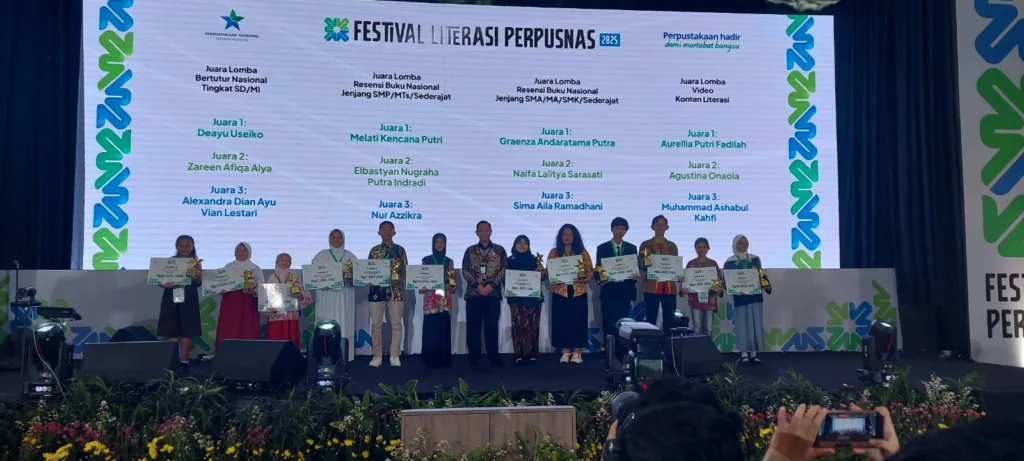 PERPUSTAKAAN NASIONAL
FESTIVAL LITERASI PERPUSNAS 2025
Perpustakaan hadir
demi martabat bangsa
Juara Lomba
Bertutur Nasional
Tingkat SD/MI
Juara 1:
Deayu Useiko
Juara 2:
Zareen Afiqa Alya
Juara 3:
Alexandra Dian Ayu
Vian Lestari
Juara Lomba
Resensi Buku Nasional
Jenjang SMP/MTs/Sederajat
Juara 1:
Melati Kencana Putri
Juara 2:
Elbastyan Nugraha
Putra Indradi
Juara 3:
Nur Azzikra
Juara Lomba
Resensi Buku Nasional
Jenjang SMA/MA/SMK/Sederajat
Juara 1:
Graenza Andaratama Putra
Juara 2:
Naifa Lalitya Sarasati
Juara 3:
Sima Aila Ramadhani
Juara Lomba
Video
Konten Literasi
Juara 1:
Aurellia Putri Fadilah
Juara 2:
Agustina Onaola
Juara 3:
Muhammad Ashabul
Kahfi
FES
PER